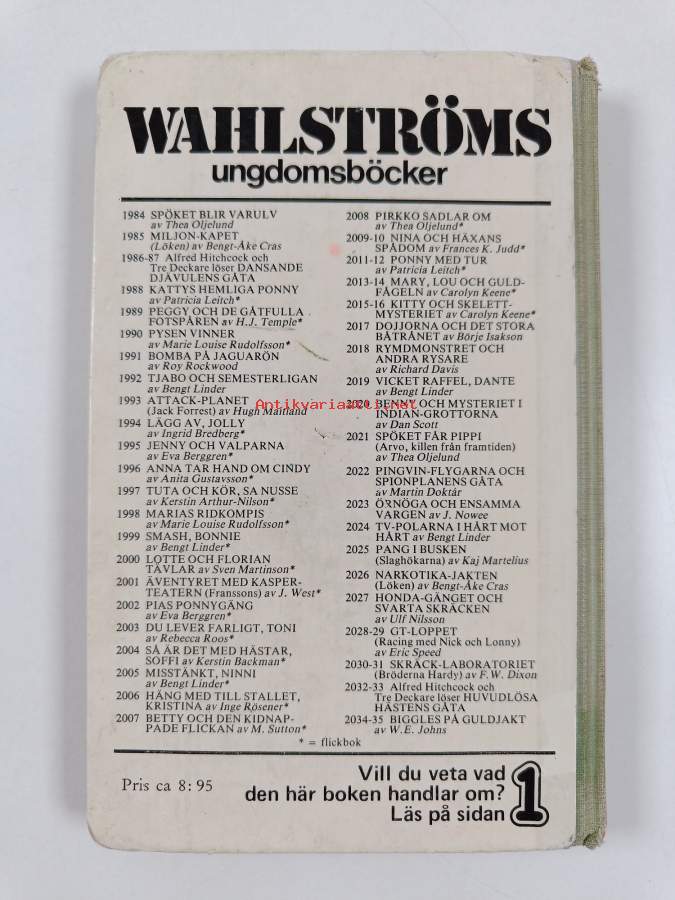 WAHLSTRÖMS
ungdomsböcker
1984 SPÖKET BLIR VARULV
av Thea Oljelund
1985 MILJON-KAPET
(Löken) av Bengt-Åke Cras
1986-87 Alfred Hitchcock och
Tre Deckare löser DANSANDE
DJÄVULENS GÅTA
1988 KATTYS HEMLIGA PONNY
av Patricia Leitch*
1989 PEGGY OCH DE GÅTFULLA
FOTSPÅREN av H.J. Temple*
1990 PYSEN VINNER
av Marie Louise Rudolfsson*
1991 BOMBA PÅ JAGUARÖN
av Roy Rockwood
1992 TJABO OCH SEMESTERLIGAN
av Bengt Linder
1993 ATTACK-PLANET
(Jack Forrest) av Hugh Maitland
1994 LÄGG AV, JOLLY
av Ingrid Bredberg*
1995 JENNY OCH VALPARNA
av Eva Berggren*
1996 ANNA TAR HAND OM CINDY
av Anita Gustavsson*
1997 TUTA OCH KÖR, SA NUSSE
av Kerstin Arthur-Nilson*
1998 MARIAS RIDKOMPIS
av Marie Louise Rudolfsson*
1999 SMASH, BONNIE
av Bengt Linder*
2000 LOTTE OCH FLORIAN
TÄVLAR av Sven Martinson*
2001 ÄVENTYRET MED KASPER-
TEATERN (Franssons) av J. West*
2002 PIAS PONNYGÄNG
av Eva Berggren*
2003 DU LEVER FARLIGT, TONI
av Rebecca Roos*
2004 SÅ ÄR DET MED HÄSTAR,
SOFFI av Kerstin Backman*
2005 MISSTÄNKT, NINNI
av Bengt Linder*
2006 HÄNG MED TILL STALLET,
KRISTINA av Inge Rösener*
2007 BETTY OCH DEN KIDNAP-
PADE FLICKAN av M. Sutton*
2008 PIRKKO SADLAR OM
av Thea Oljelund*
2009-10 NINA OCH HÄXANS
SPÅDOM av Frances K. Judd*
2011-12 PONNY MED TUR
av Patricia Leitch*
2013-14 MARY, LOU OCH GULD-
FÅGELN av Carolyn Keene*
2015-16 KITTY OCH SKELETT-
MYSTERIET av Carolyn Keene*
2017 DOJJORNA OCH DET STORA
BÅTRÅNET av Börje Isakson
2018 RYMDMONSTRET OCH
ANDRA RYSARE
av Richard Davis
2019 VICKET RAFFEL, DANTE
av Bengt Linder
2020 BENNY OCH MYSTERIET I
INDIAN-GROTTORNA
av Dan Scott
2021 SPÖKET FÅR PIPPI
(Arvo, killen från framtiden)
av Thea Oljelund
2022 PINGVIN-FLYGARNA OCH
SPIONPLANENS GÅTA
av Martin Doktár
2023 ÖRNÖGA OCH ENSAMMA
VARGEN av J. Nowee
2024 TV-POLARNA I HÅRT MOT
HÅRT av Bengt Linder
2025 PANG I BUSKEN
(Slaghökarna) av Kaj Martelius
2026 NARKOTIKA-JAKTEN
(Löken) av Bengt-Åke Cras
2027 HONDA-GÄNGET OCH
SVARTA SKRÄCKEN
av Ulf Nilsson
2028-29 GT-LOPPET
(Racing med Nick och Lonny)
av Eric Speed
2030-31 SKRÄCK-LABORATORIET
(Bröderna Hardy) av F.W. Dixon
2032-33 Alfred Hitchcock och
Tre Deckare löser HUVUDLÖSA
HÄSTENS GÅTA
2034-35 BIGGLES PÅ GULDJAKT
av W.E. Johns
* = flickbok
Antikvariaatti.net
Pris ca 8:95
Vill du veta vad
den här boken handlar om?
Läs på sidan 1